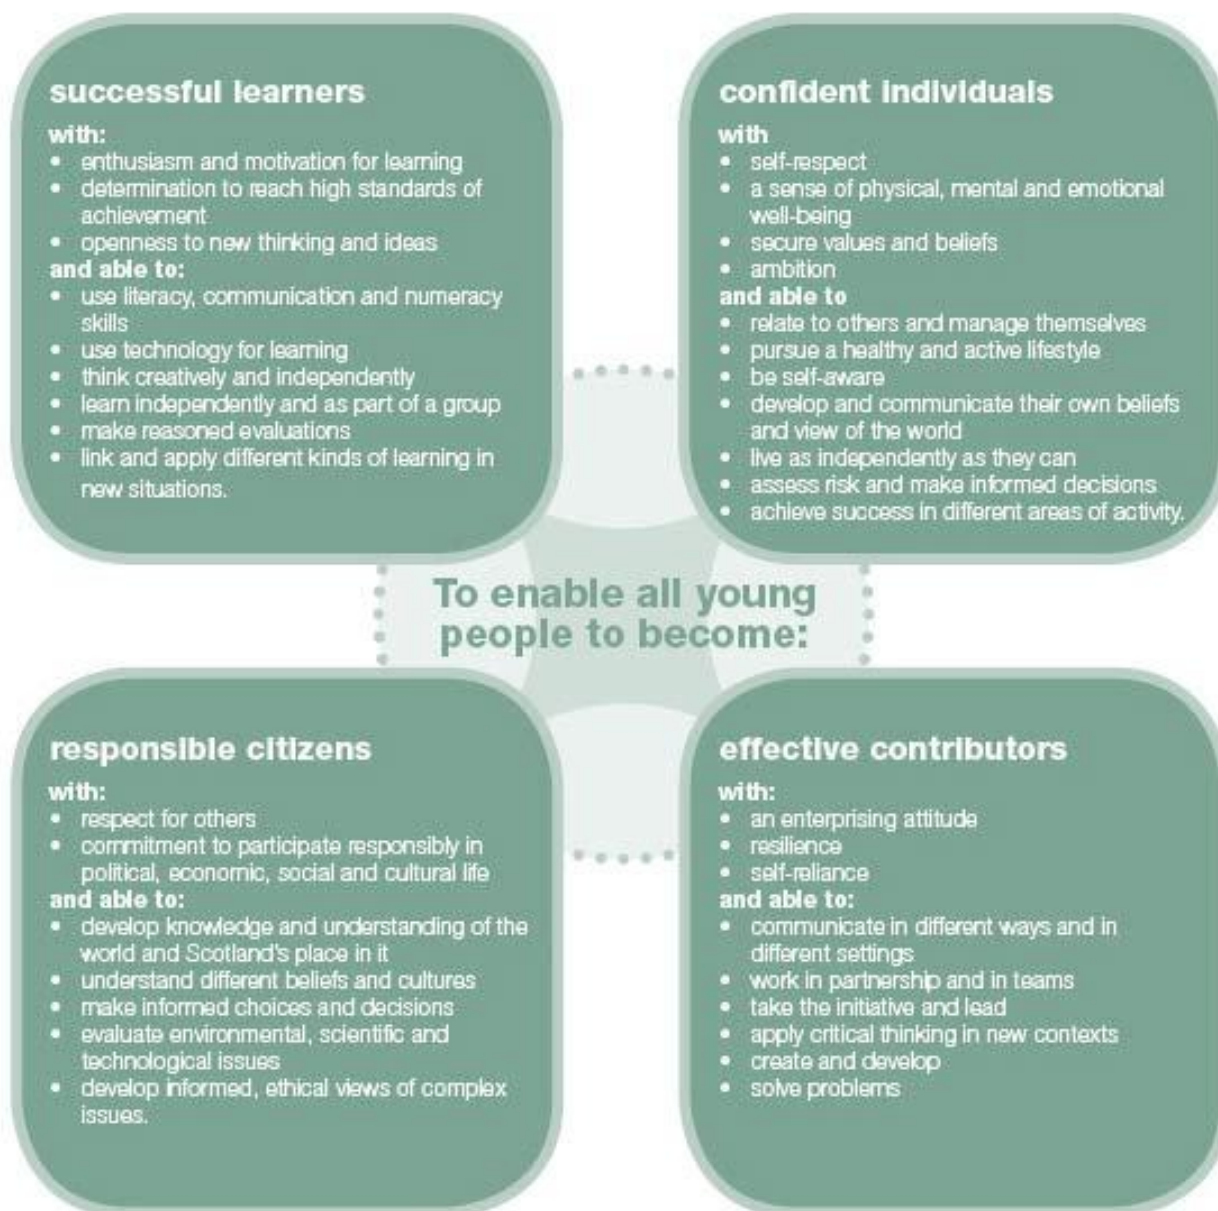 successful learners
with:
• enthusiasm and motivation for learning
• determination to reach high standards of
achievement
• openness to new thinking and ideas
and able to:
• use literacy, communication and numeracy
skills
• use technology for learning
• think creatively and independently
• learn independently and as part of a group
• make reasoned evaluations
• link and apply different kinds of learning in
new situations.
confident individuals
with
• self-respect
• a sense of physical, mental and emotional
well-being
• secure values and beliefs
• ambition
and able to
• relate to others and manage themselves
• pursue a healthy and active lifestyle
• be self-aware
• develop and communicate their own beliefs
and view of the world
• live as independently as they can
• assess risk and make informed decisions
• achieve success in different areas of activity.
To enable all young
people to become:
responsible citizens
with:
• respect for others
• commitment to participate responsibly in
political, economic, social and cultural life
and able to:
• develop knowledge and understanding of the
world and Scotland's place in it
• understand different beliefs and cultures
• make informed choices and decisions
• evaluate environmental, scientific and
technological issues
• develop informed, ethical views of complex
issues.
effective contributors
with:
• an enterprising attitude
• resilience
• self-reliance
and able to:
• communicate in different ways and in
different settings
• work in partnership and in teams
• take the initiative and lead
• apply critical thinking in new contexts
• create and develop
• solve problems